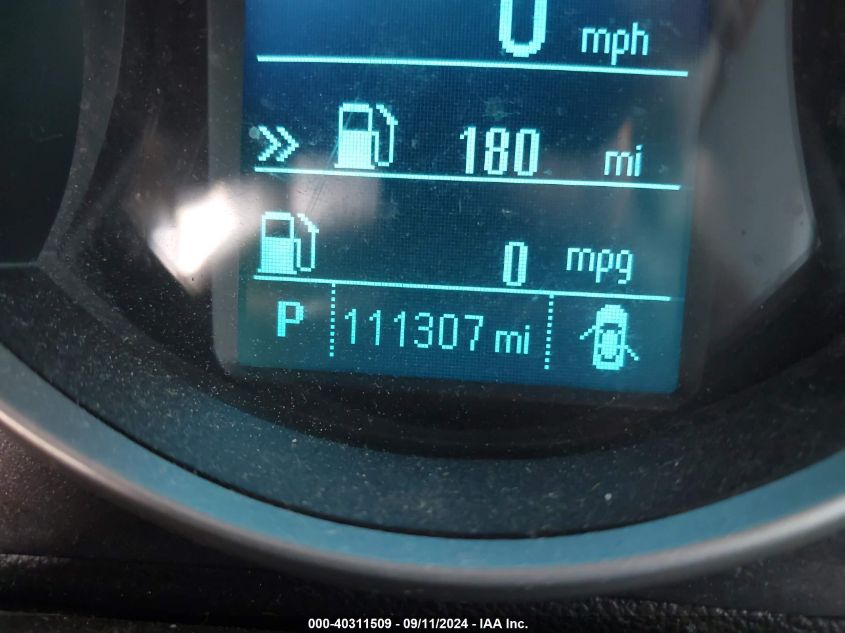 0 mph
180 mi
0 mpg
P 111307 mi
000-40311509 - 09/11/2024 - IAA Inc.